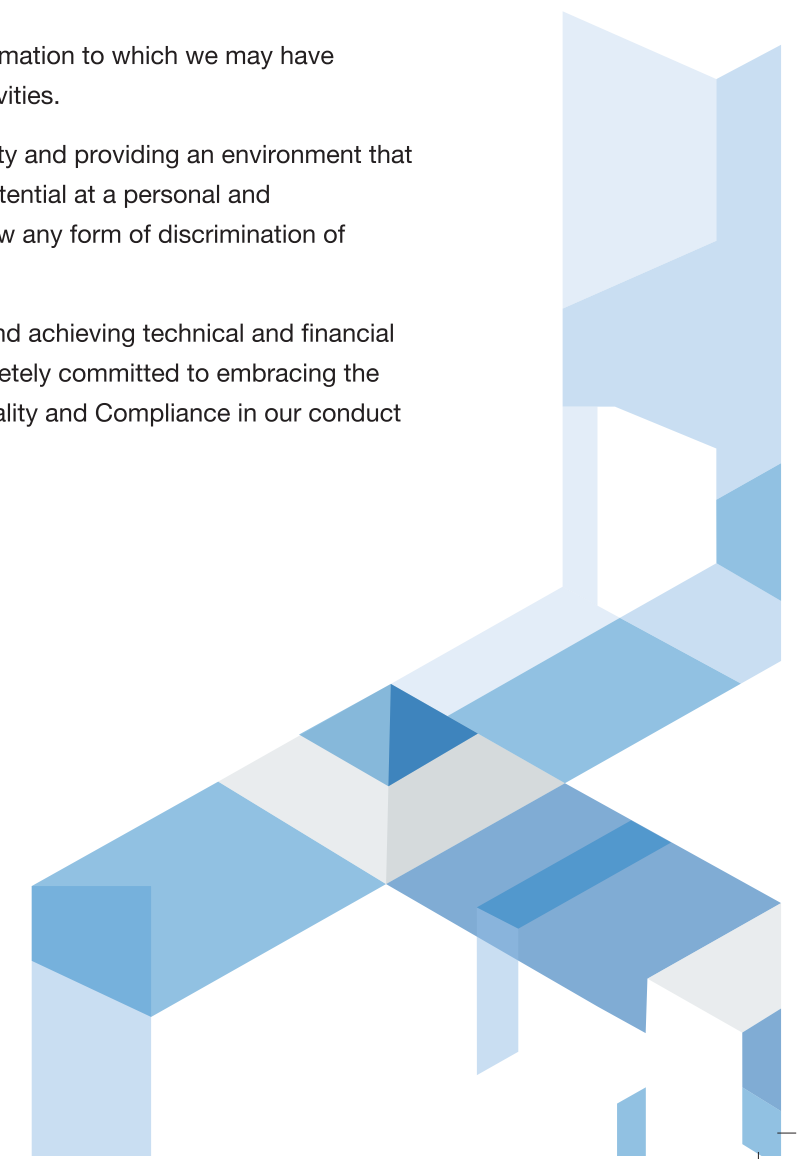 mation to which we may have
vities.
ty and providing an environment that
tential at a personal and
w any form of discrimination of
nd achieving technical and financial
etely committed to embracing the
ality and Compliance in our conduct